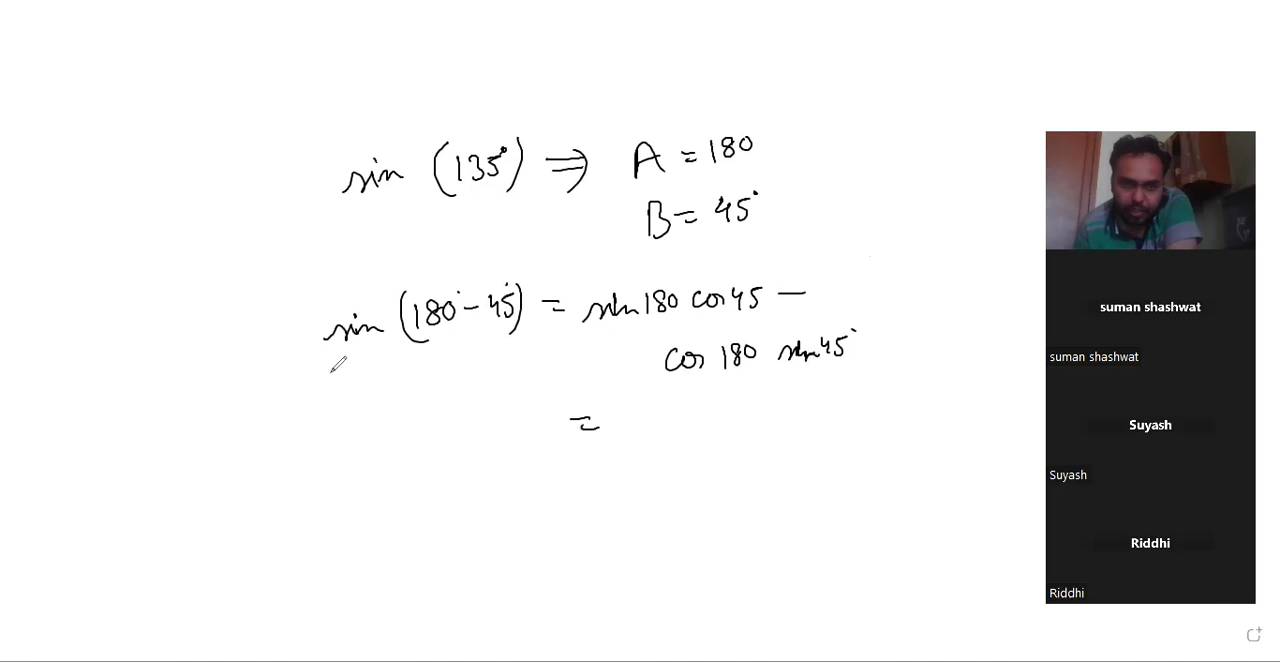 sin (135°) ⇒ A = 180
B = 45°
sin (180° - 45°) = sin 180 cos 45 -
cos 180 sin 45°
=
suman shashwat
suman shashwat
Suyash
Suyash
Riddhi
Riddhi